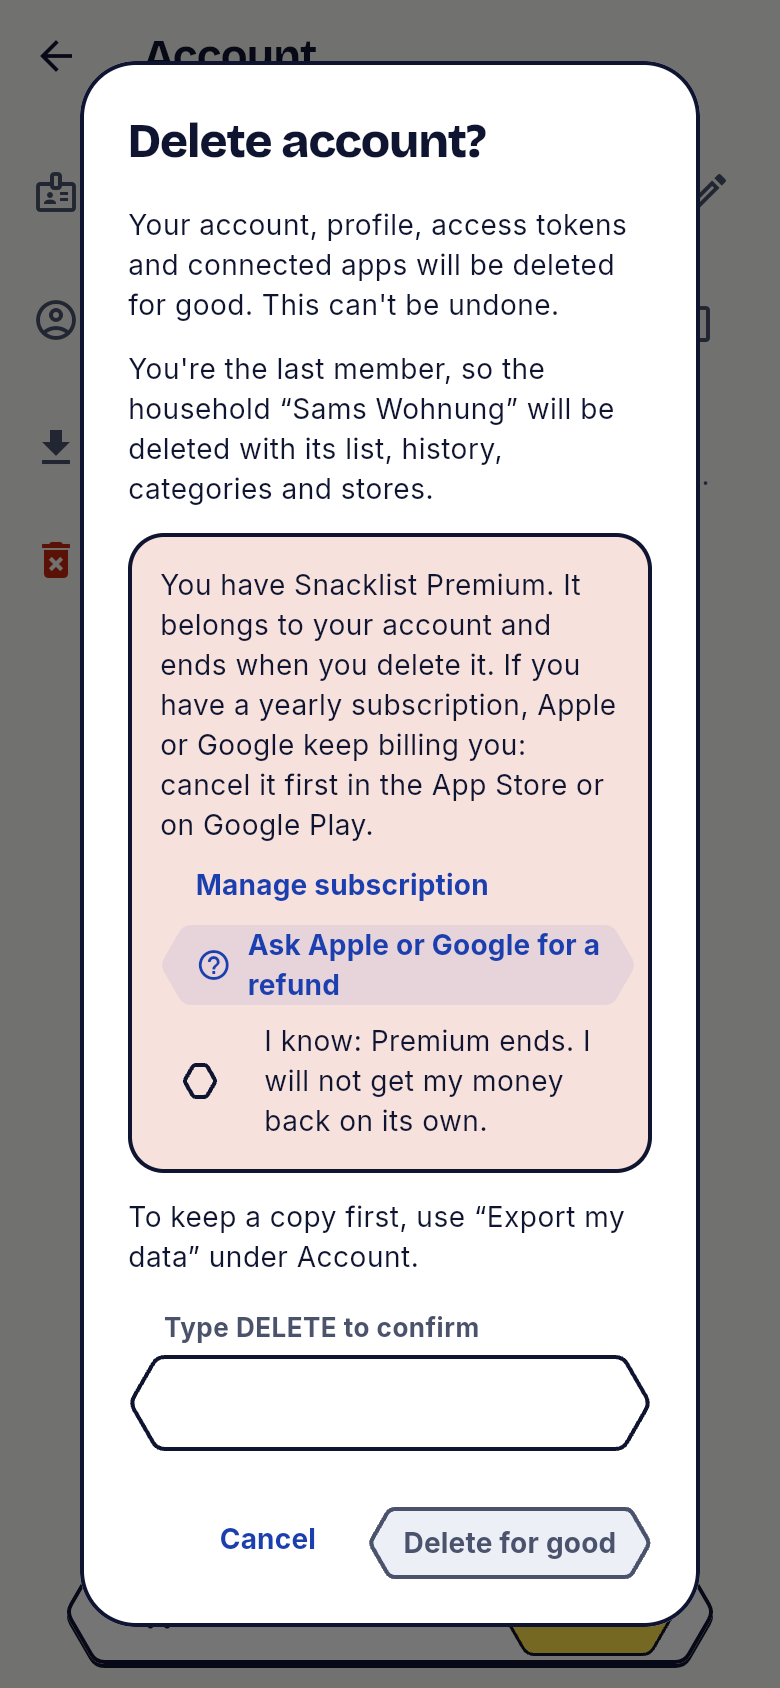 Account
Delete account?
Your account, profile, access tokens
and connected apps will be deleted
for good. This can't be undone.
You're the last member, so the
household “Sams Wohnung” will be
deleted with its list, history,
categories and stores.
You have Snacklist Premium. It
belongs to your account and
ends when you delete it. If you
have a yearly subscription, Apple
or Google keep billing you:
cancel it first in the App Store or
on Google Play.
Manage subscription
Ask Apple or Google for a
refund
I know: Premium ends. I
will not get my money
back on its own.
To keep a copy first, use “Export my
data” under Account.
Type DELETE to confirm
Cancel
Delete for good